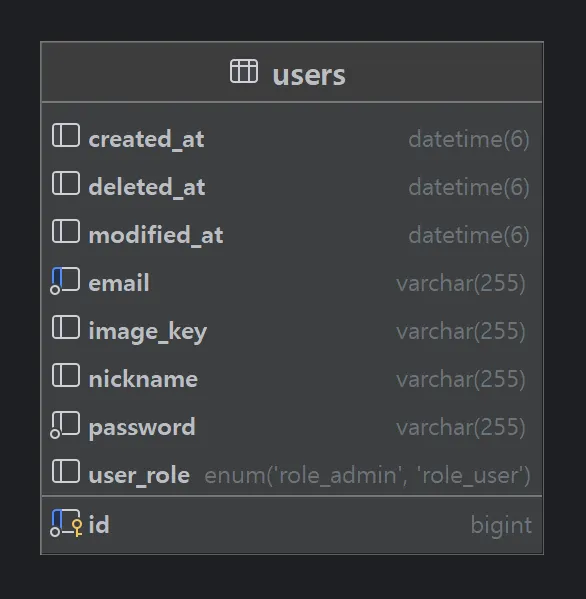 users
created_at datetime(6)
deleted_at datetime(6)
modified_at datetime(6)
email varchar(255)
image_key varchar(255)
nickname varchar(255)
password varchar(255)
user_role enum('role_admin', 'role_user')
id bigint